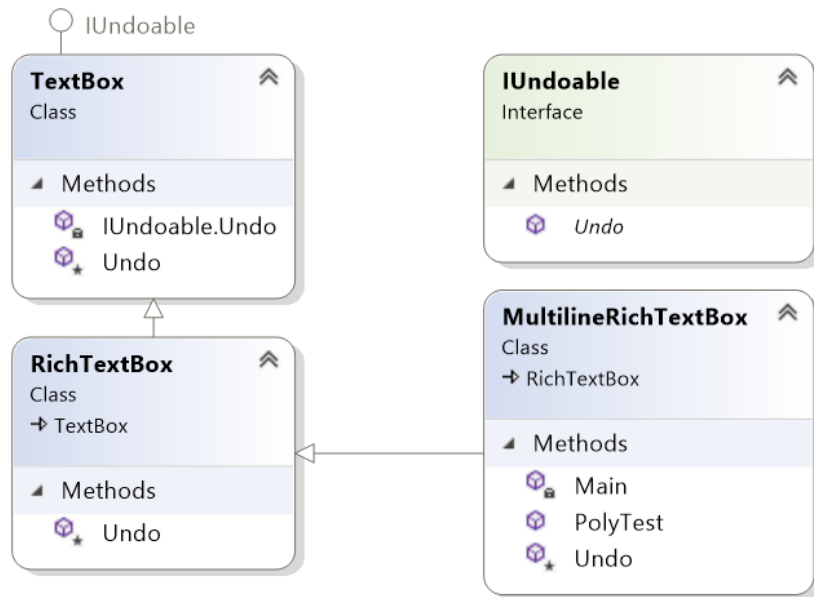 IUndoable
TextBox
Class
Methods
IUndoable.Undo
Undo
RichTextBox
Class
TextBox
Methods
Undo
IUndoable
Interface
Methods
Undo
MultilineRichTextBox
Class
RichTextBox
Methods
Main
PolyTest
Undo